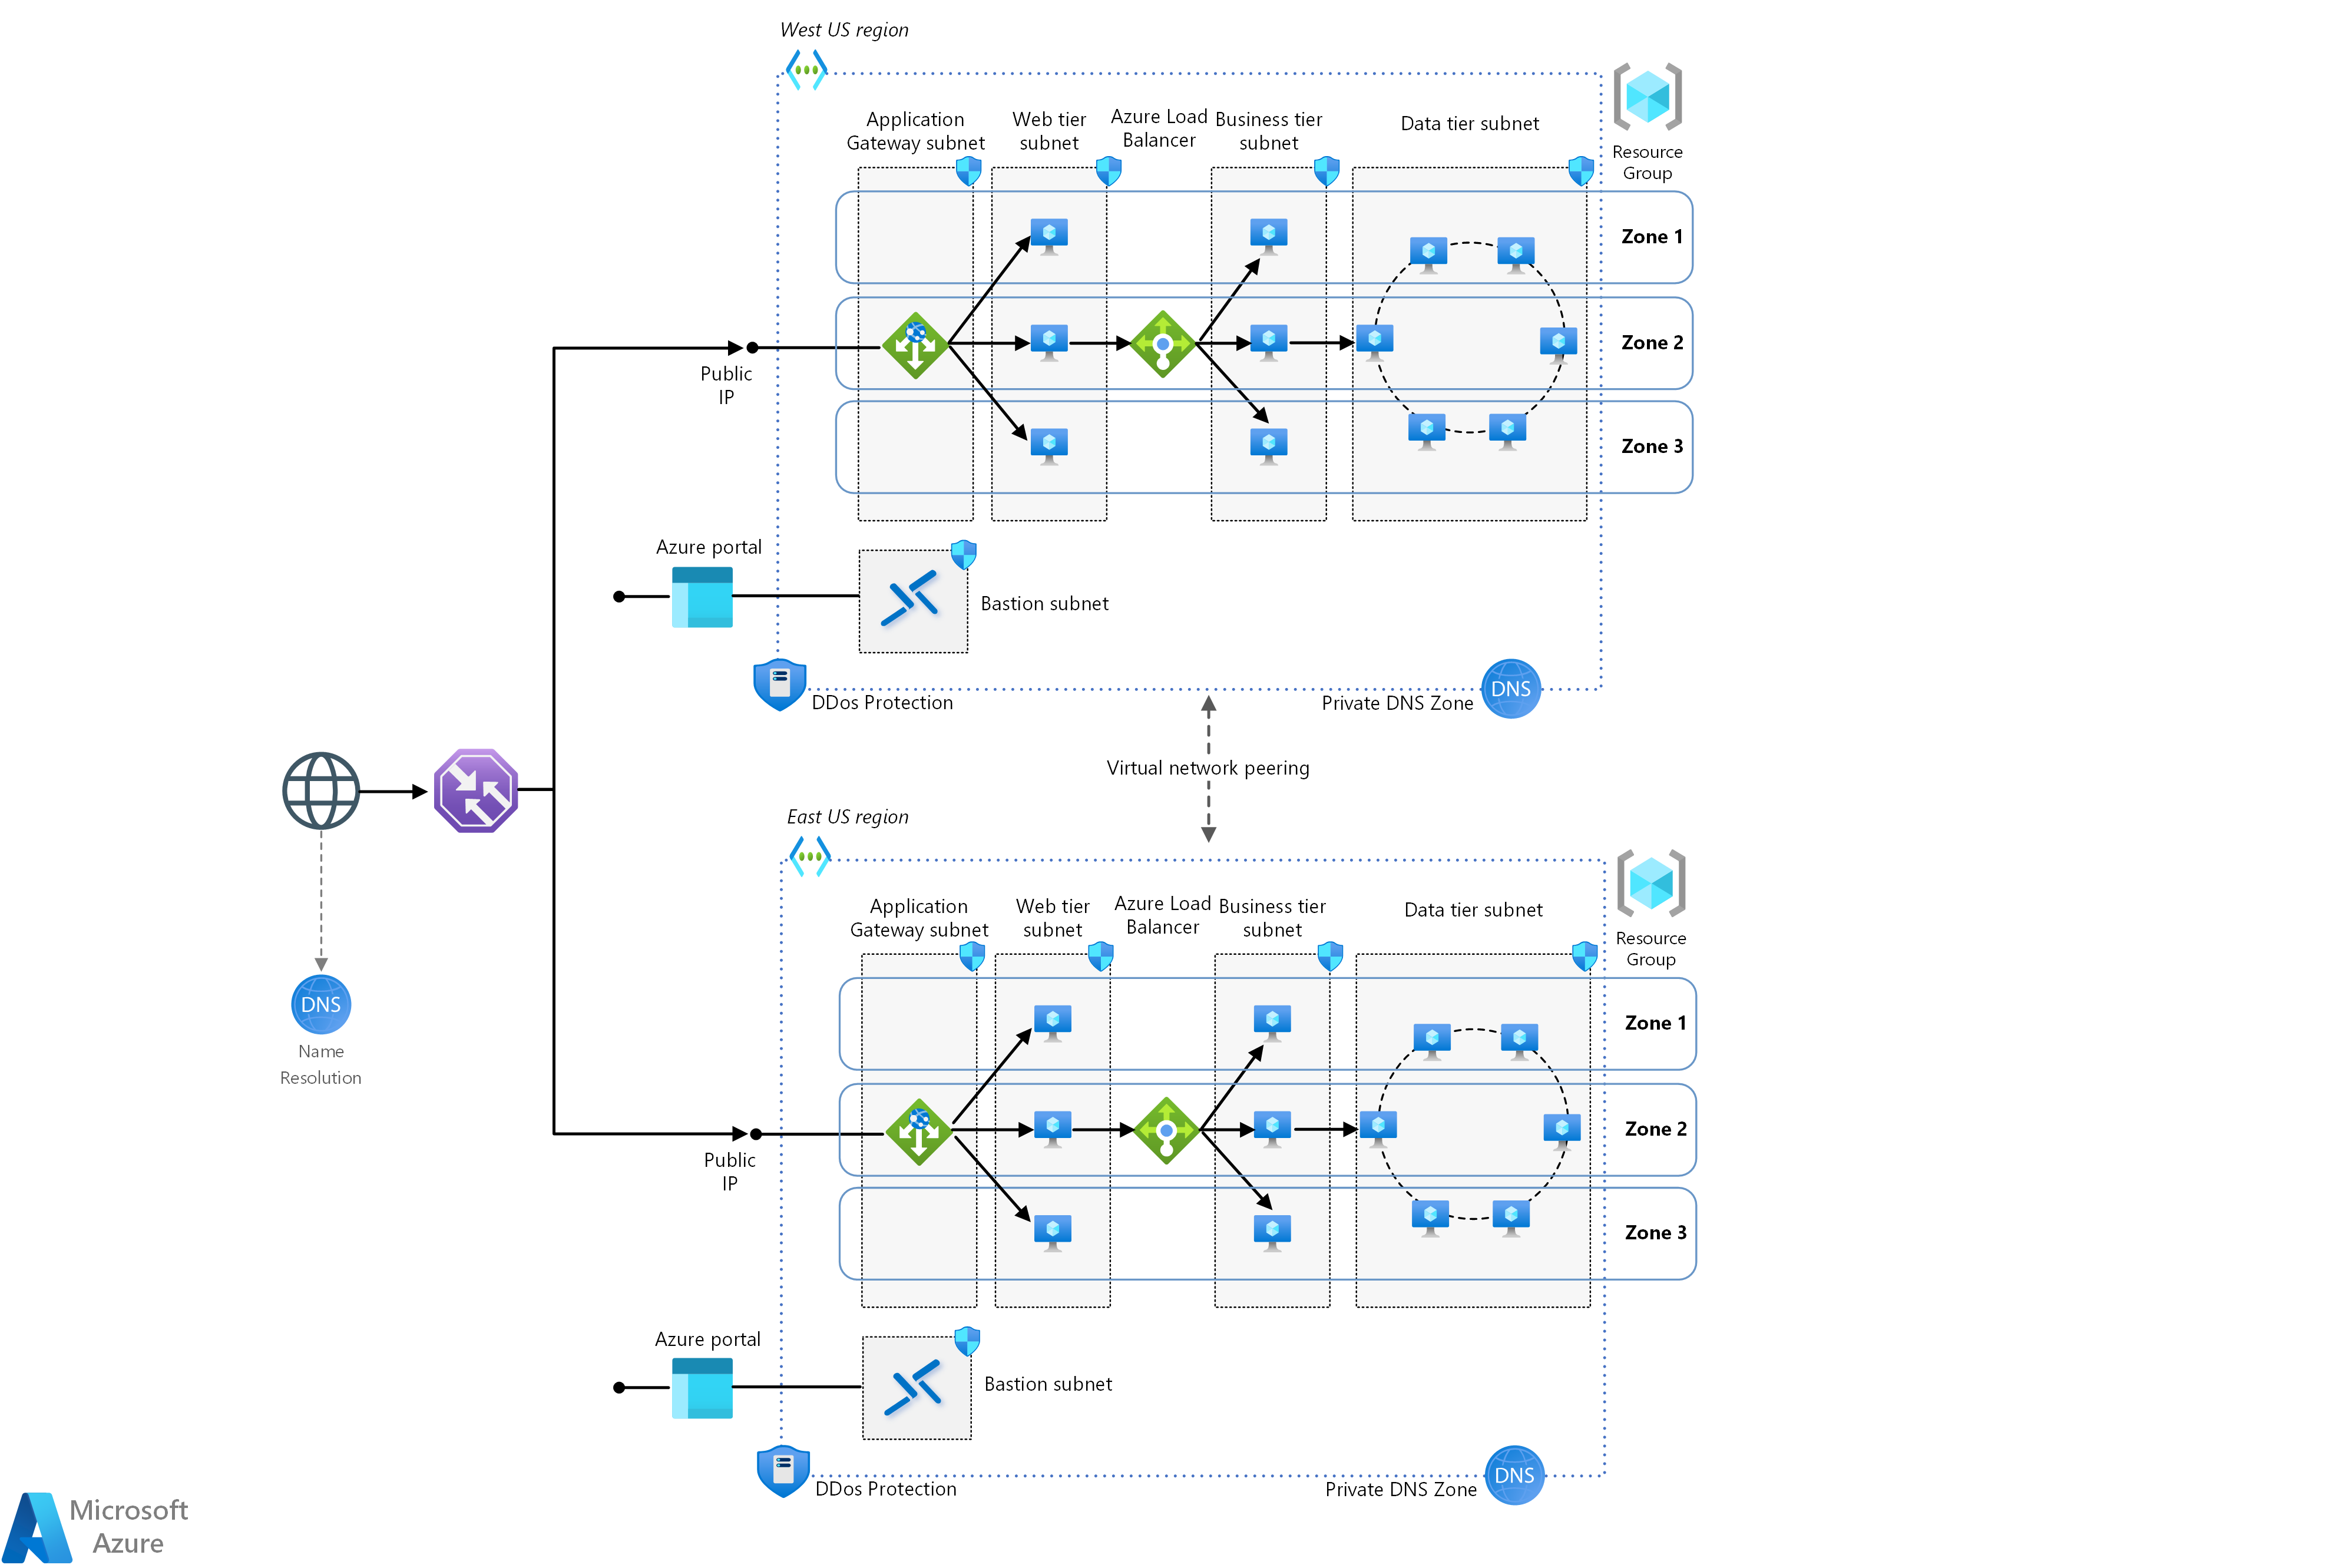 West US region
Application
Gateway subnet
Web tier
subnet
Azure Load
Balancer
Business tier
subnet
Data tier subnet
Resource
Group
Zone 1
Zone 2
Zone 3
Public
IP
Azure portal
Bastion subnet
DDos Protection
Private DNS Zone
DNS
Virtual network peering
East US region
Application
Gateway subnet
Web tier
subnet
Azure Load
Balancer
Business tier
subnet
Data tier subnet
Resource
Group
DNS
Name
Resolution
Zone 1
Zone 2
Zone 3
Public
IP
Azure portal
Bastion subnet
DDos Protection
Private DNS Zone
DNS
Microsoft
Azure